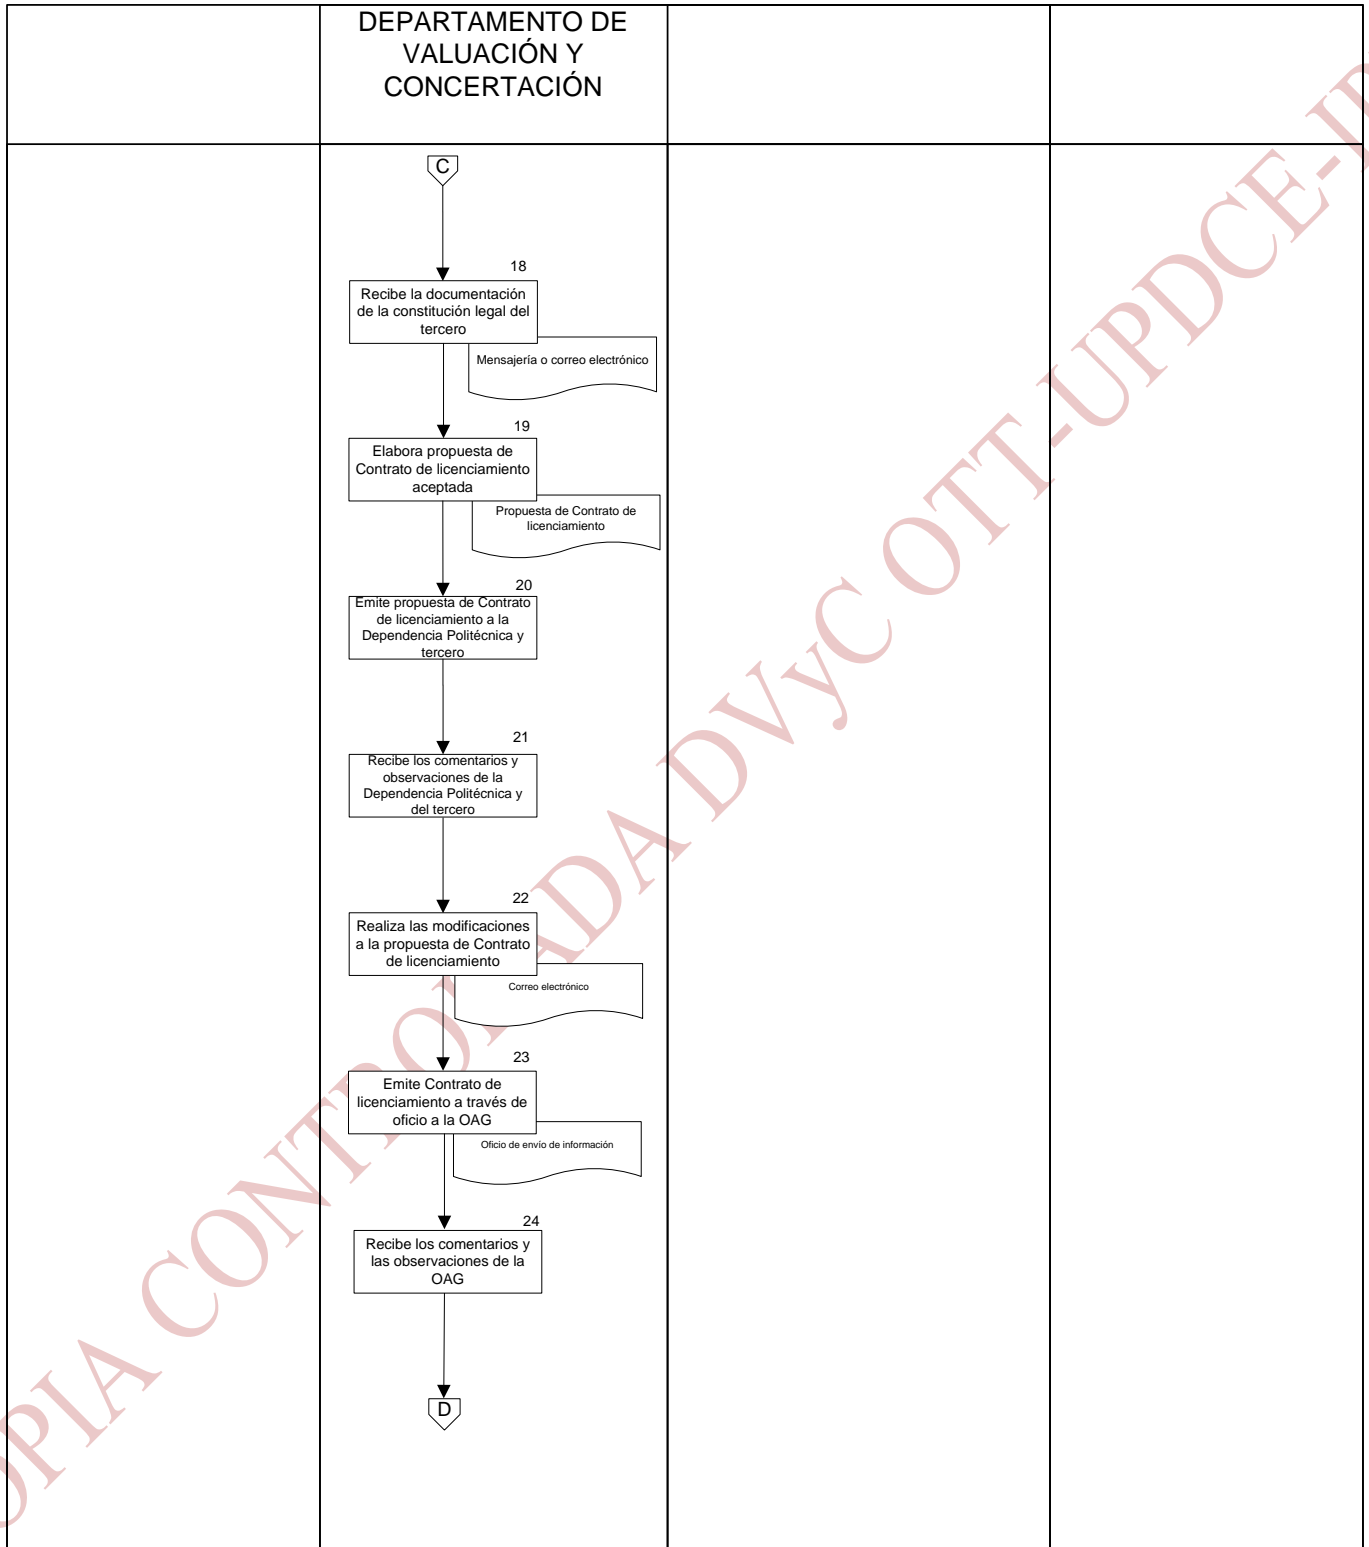 DEPARTAMENTO DE
VALUACIÓN Y
CONCERTACIÓN
C
18
Recibe la documentación
de la constitución legal del
tercero
Mensajería o correo electrónico
19
Elabora propuesta de
Contrato de licenciamiento
aceptada
Propuesta de Contrato de
licenciamiento
20
Emite propuesta de Contrato
de licenciamiento a la
Dependencia Politécnica y
tercero
21
Recibe los comentarios y
observaciones de la
Dependencia Politécnica y
del tercero
22
Realiza las modificaciones
a la propuesta de Contrato
de licenciamiento
Correo electrónico
23
Emite Contrato de
licenciamiento a través de
oficio a la OAG
Oficio de envío de información
24
Recibe los comentarios y
las observaciones de la
OAG
D
DVyC OTT-UPDCE-